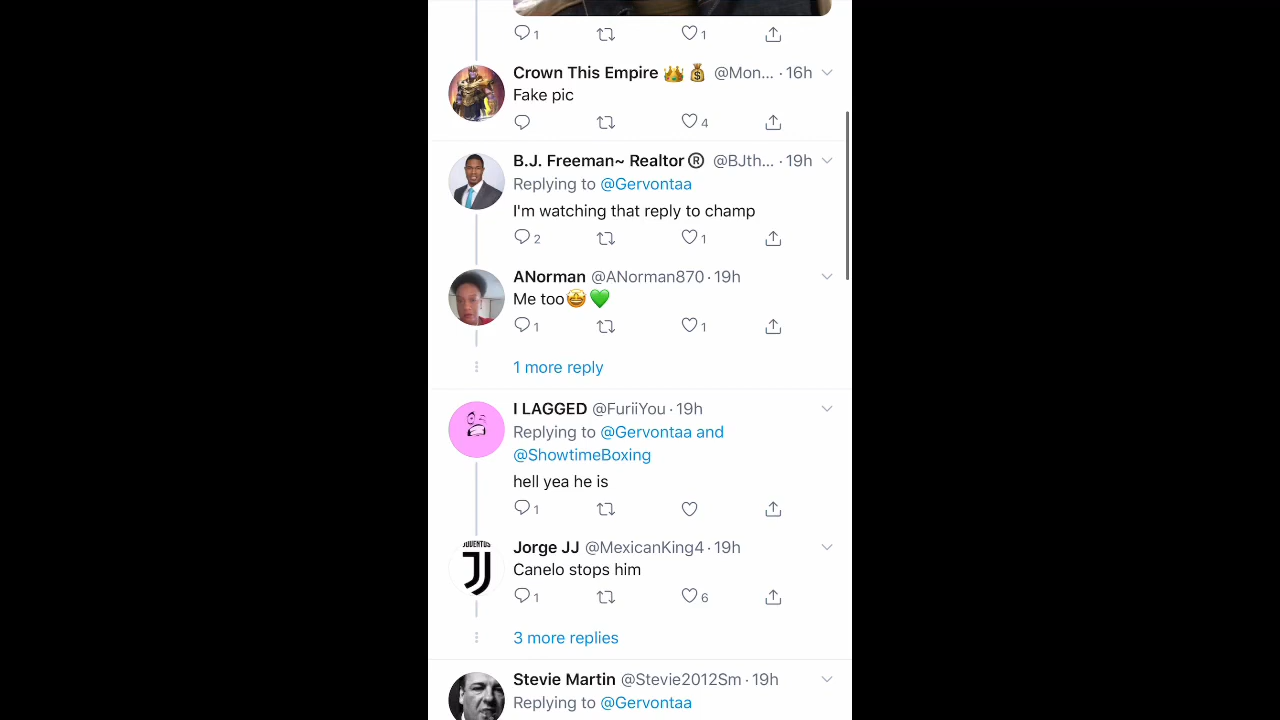 1 1
Crown This Empire 👑💰 @Mon... · 16h
Fake pic
4
B.J. Freeman~ Realtor® @BJth... · 19h
Replying to @Gervontaa
I'm watching that reply to champ
2 1
ANorman @ANorman870 · 19h
Me too🤩💚
1 1
1 more reply
I LAGGED @FuriiYou · 19h
Replying to @Gervontaa and
@ShowtimeBoxing
hell yea he is
1
JUVENTUS
Jorge JJ @MexicanKing4 · 19h
Canelo stops him
1 6
3 more replies
Stevie Martin @Stevie2012Sm · 19h
Replying to @Gervontaa